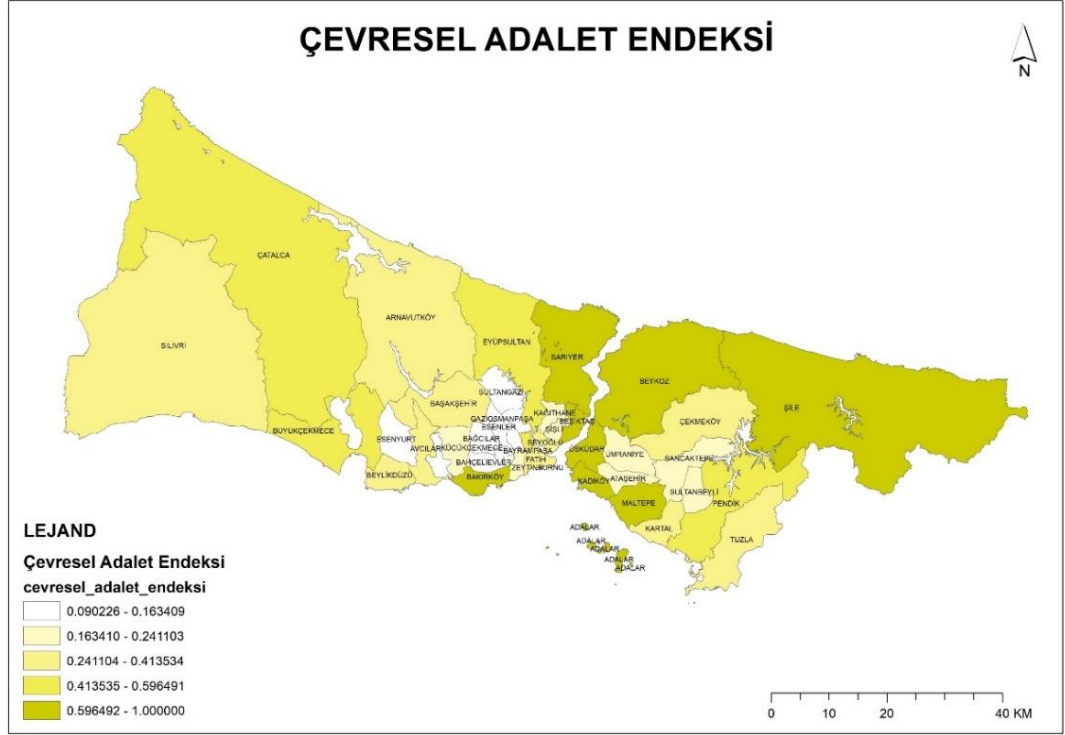 ÇEVRESEL ADALET ENDEKSİ
N
ÇATALCA
SİLİVRİ
ARNAVUTKÖY
EYÜPSULTAN
SARIYER
BEYKOZ
ŞİLE
SULTANGAZİ
BAŞAKŞEHİR
KAĞITHANE
BEŞİKTAŞ
GAZİOSMANPAŞA
ŞİŞLİ
ESENLER
ÇEKMEKÖY
BÜYÜKÇEKMECE
ESENYURT
BAĞCILAR
BEYOĞLU
AVCILAR
KÜÇÜKÇEKMECE
BAYRAMPAŞA
ÜSKÜDAR
ÜMRANİYE
SANCAKTEPE
BAHÇELİEVLER
FATİH
ZEYTİNBURNU
BEYLİKDÜZÜ
BAKIRKÖY
KADIKÖY
ATAŞEHİR
SULTANBEYLİ
MALTEPE
PENDİK
KARTAL
TUZLA
ADALAR
ADALAR
ADALAR
ADALAR
ADALAR
LEJAND
Çevresel Adalet Endeksi
cevresel_adalet_endeksi
0.090226 - 0.163409
0.163410 - 0.241103
0.241104 - 0.413534
0.413535 - 0.596491
0.596492 - 1.000000
0 10 20 40 KM